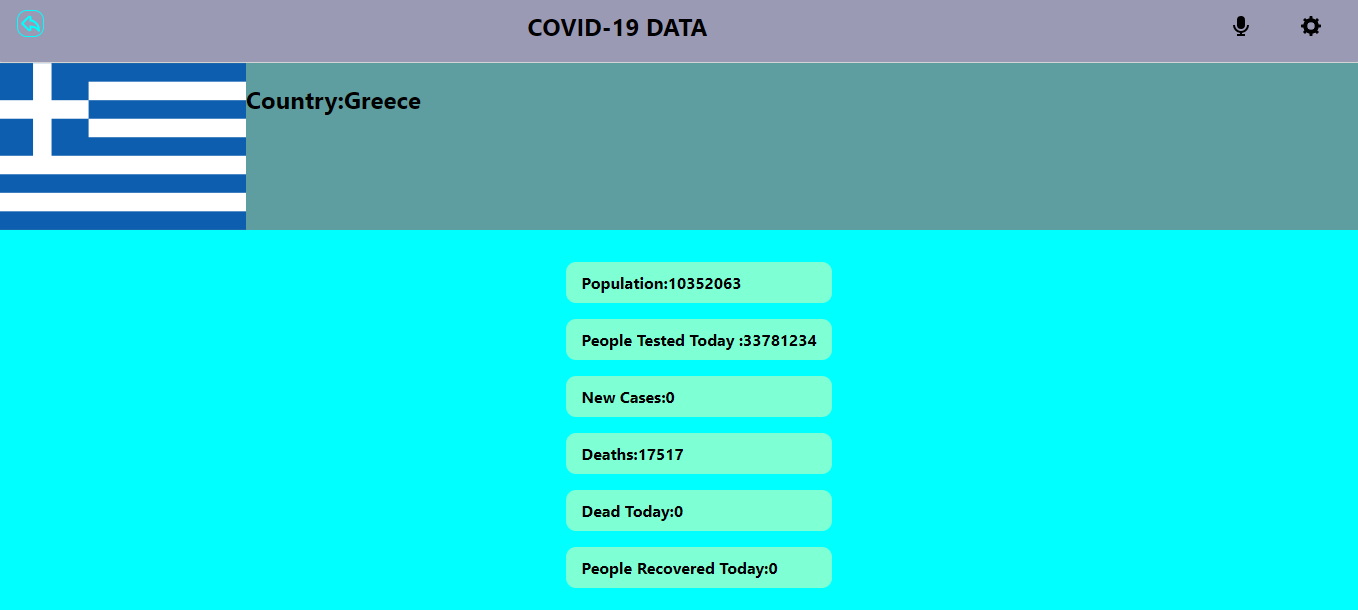 COVID-19 DATA
Country:Greece
Population:10352063
People Tested Today :33781234
New Cases:0
Deaths:17517
Dead Today:0
People Recovered Today:0